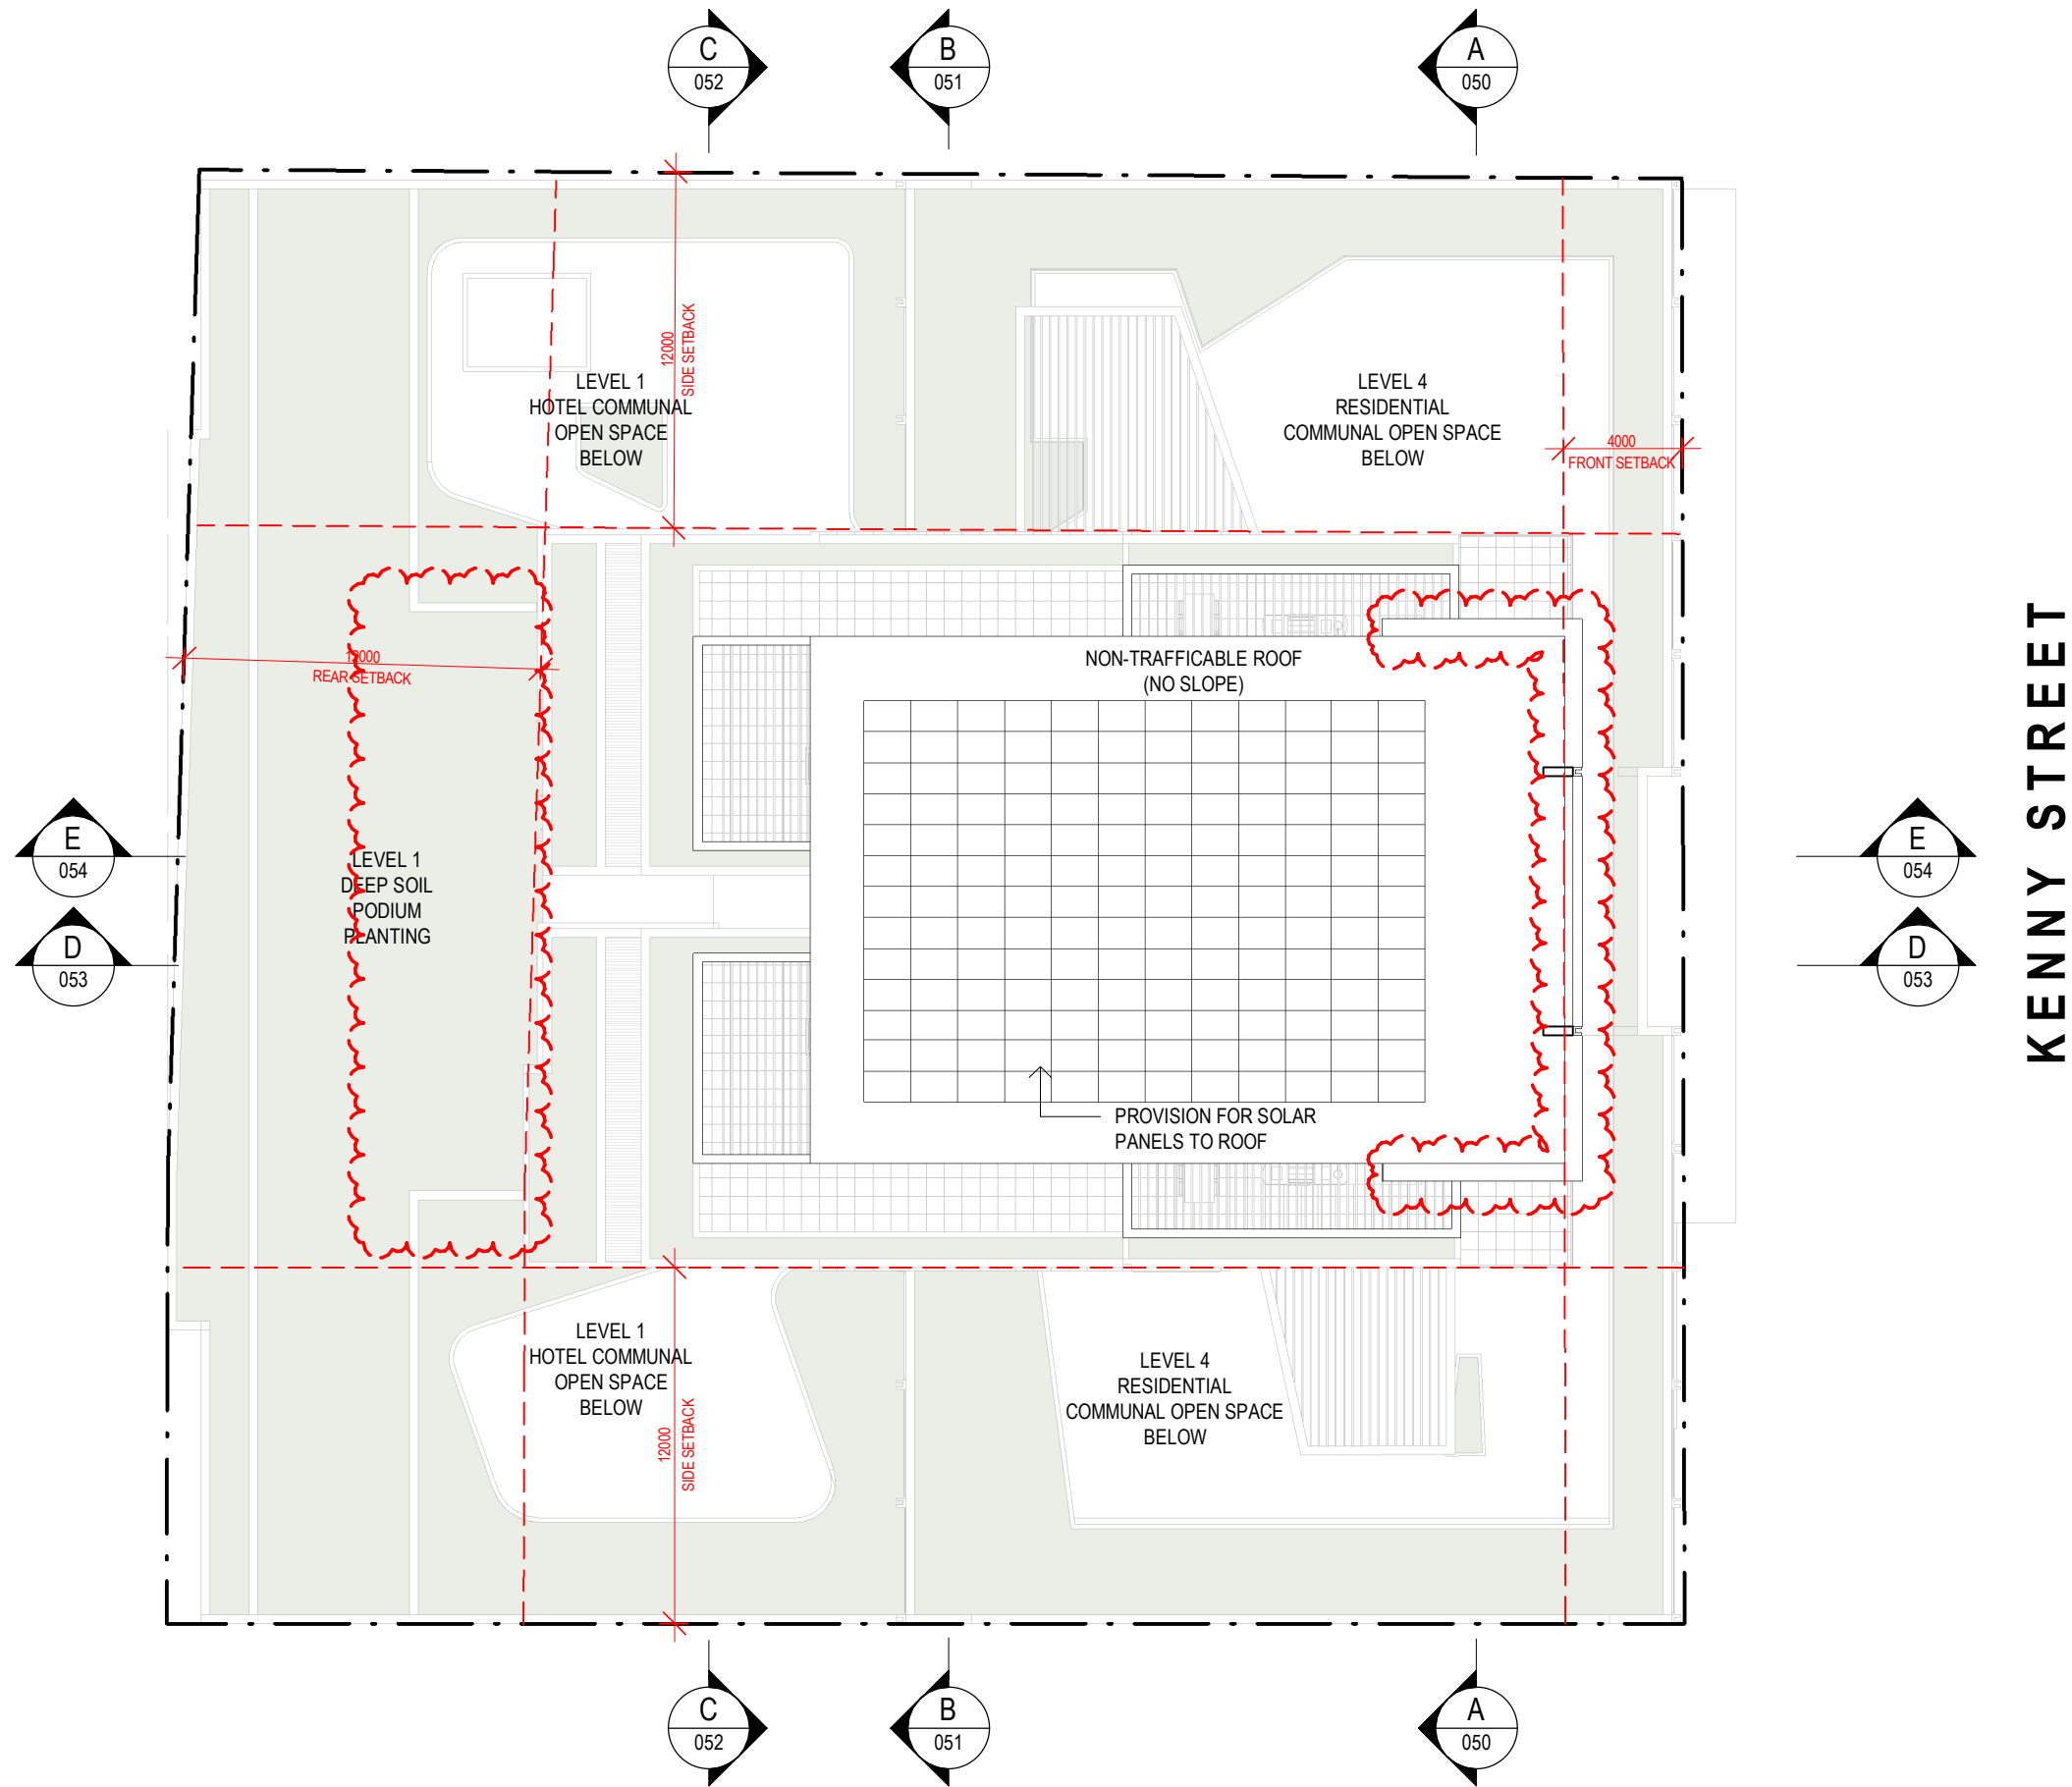 C
052
B
051
A
050
12000
SIDE SETBACK
LEVEL 1
HOTEL COMMUNAL
OPEN SPACE
BELOW
LEVEL 4
RESIDENTIAL
COMMUNAL OPEN SPACE
BELOW
4000
FRONT SETBACK
12000
REAR SETBACK
NON-TRAFFICABLE ROOF
(NO SLOPE)
KENNY STREET
E
054
D
053
LEVEL 1
DEEP SOIL
PODIUM
PLANTING
E
054
D
053
PROVISION FOR SOLAR
PANELS TO ROOF
LEVEL 1
HOTEL COMMUNAL
OPEN SPACE
BELOW
12000
SIDE SETBACK
LEVEL 4
RESIDENTIAL
COMMUNAL OPEN SPACE
BELOW
C
052
B
051
A
050